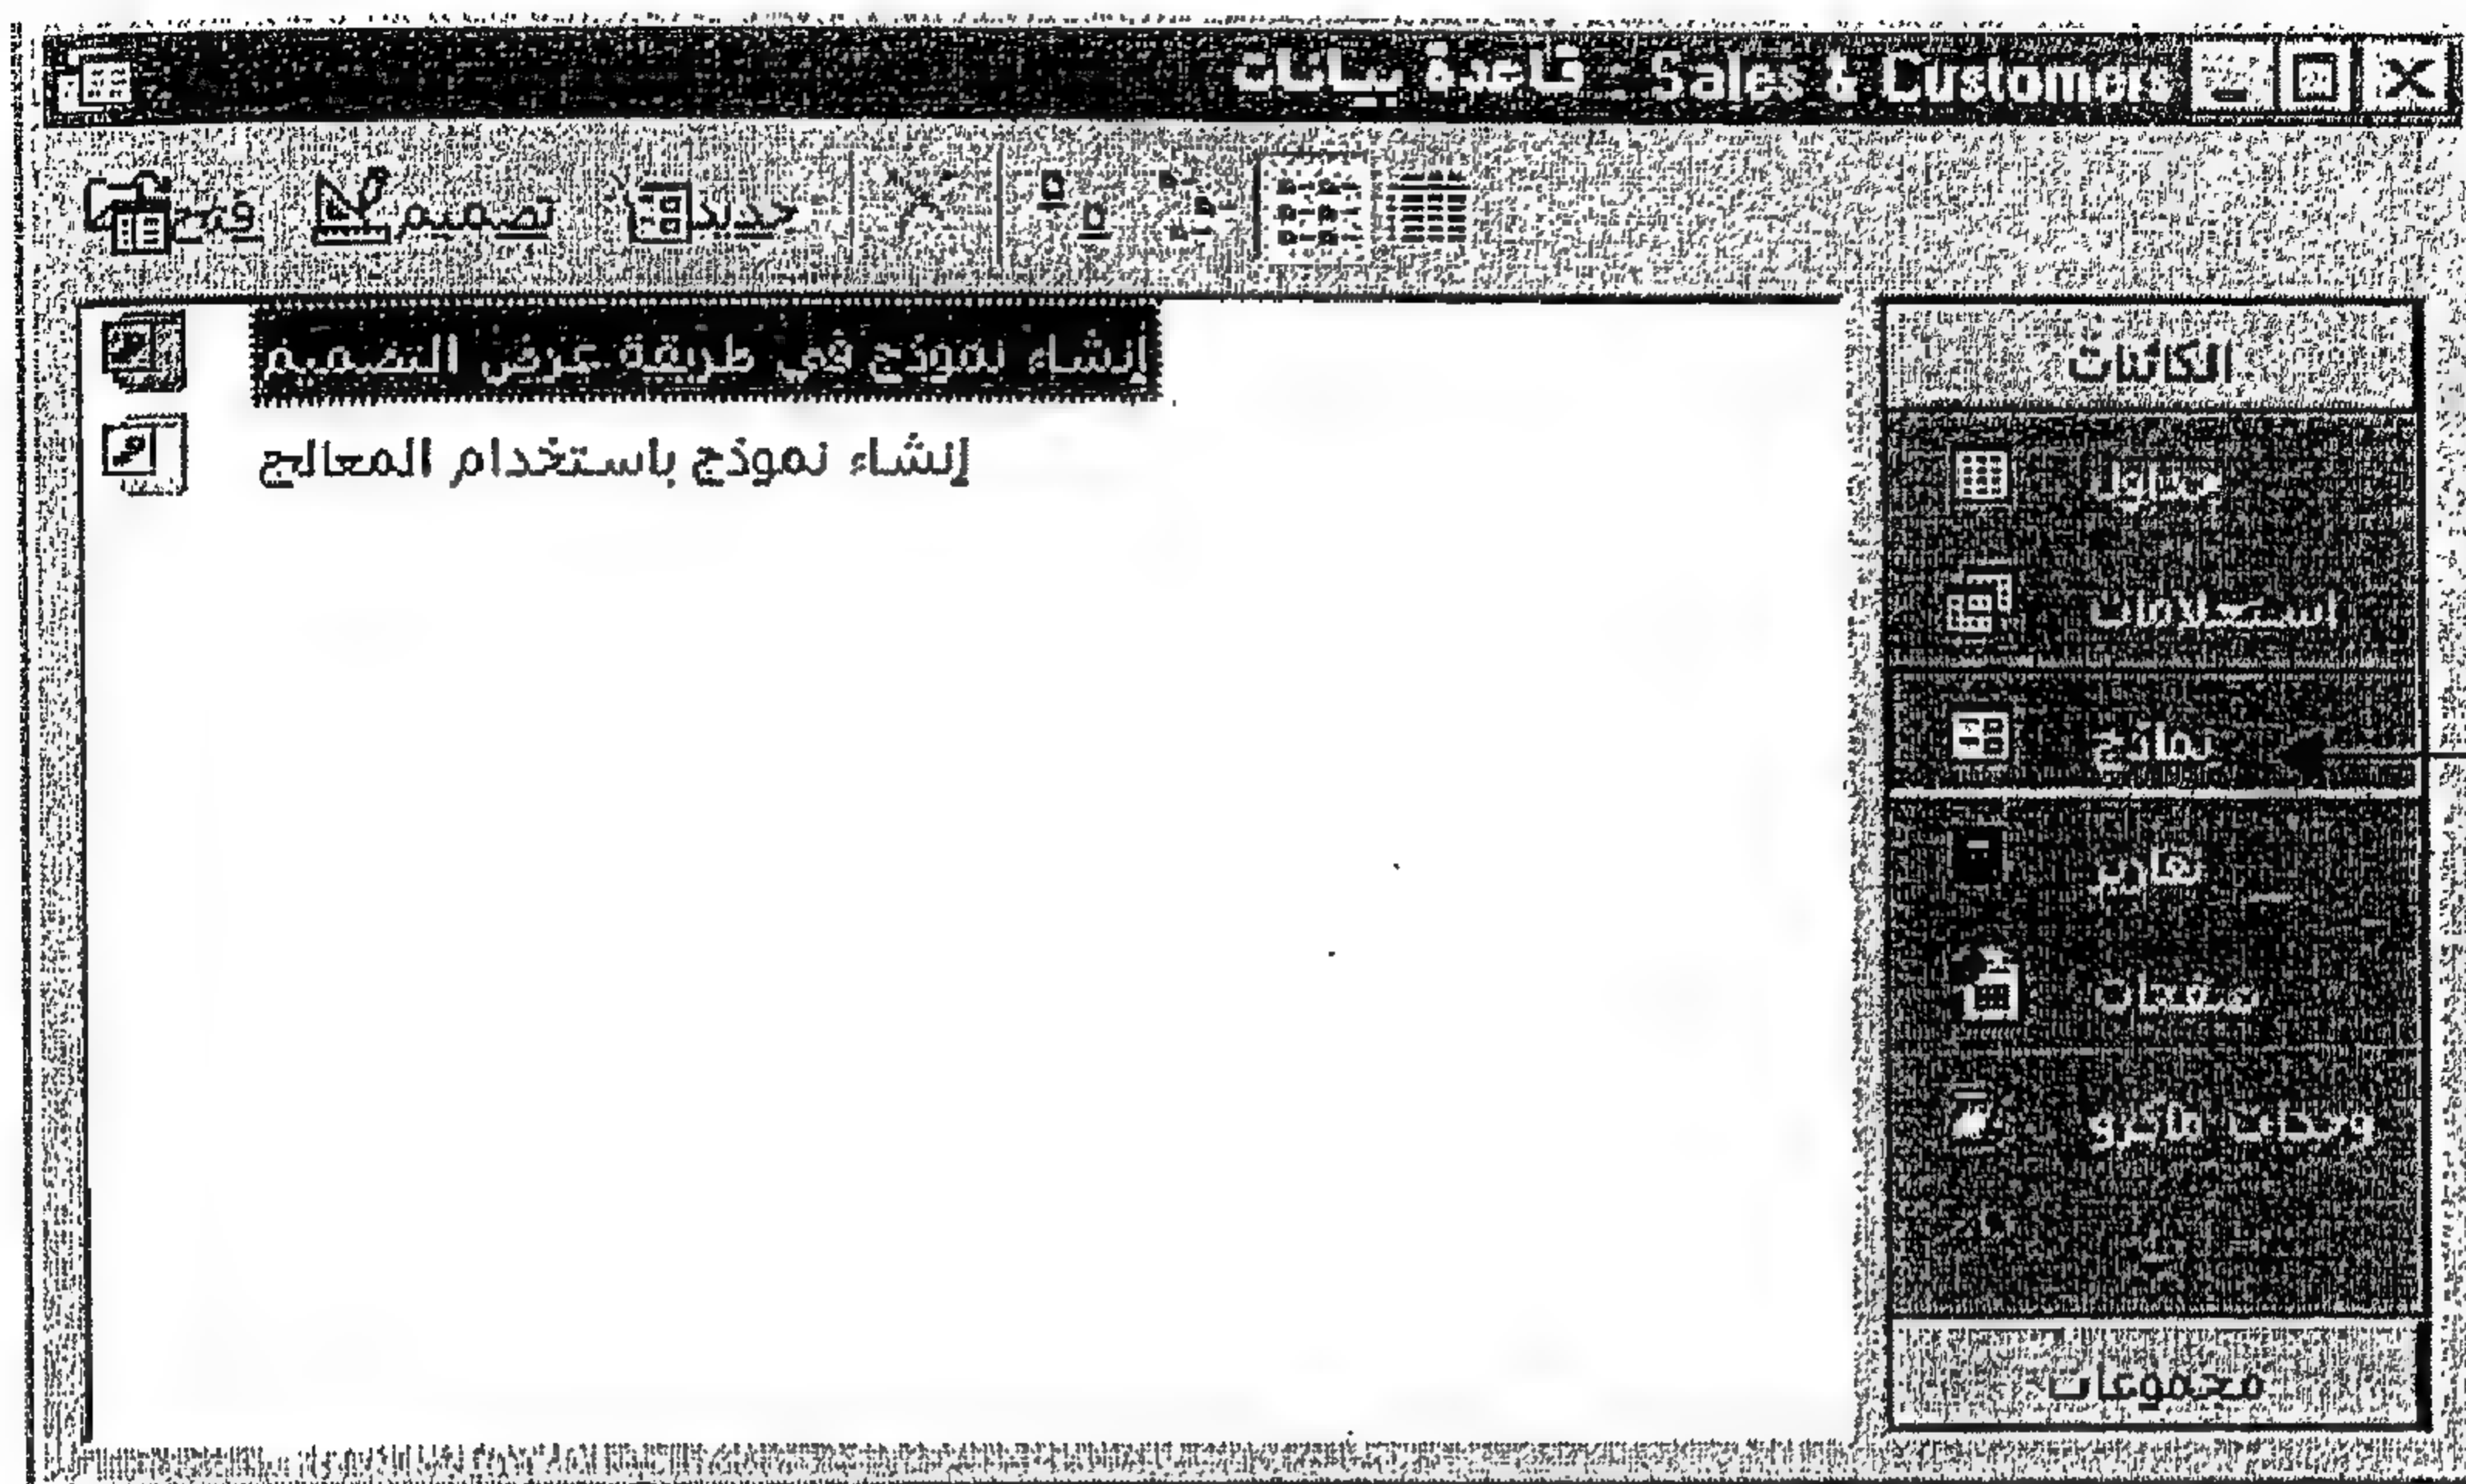 Sales & Customers : قاعدة بيانات
فتح تصميم جديد
إنشاء نموذج في طريقة عرض التصميم
إنشاء نموذج باستخدام المعالج
الكائنات
جداول
استعلامات
نماذج
تقارير
صفحات
وحدات ماكرو
مجموعات